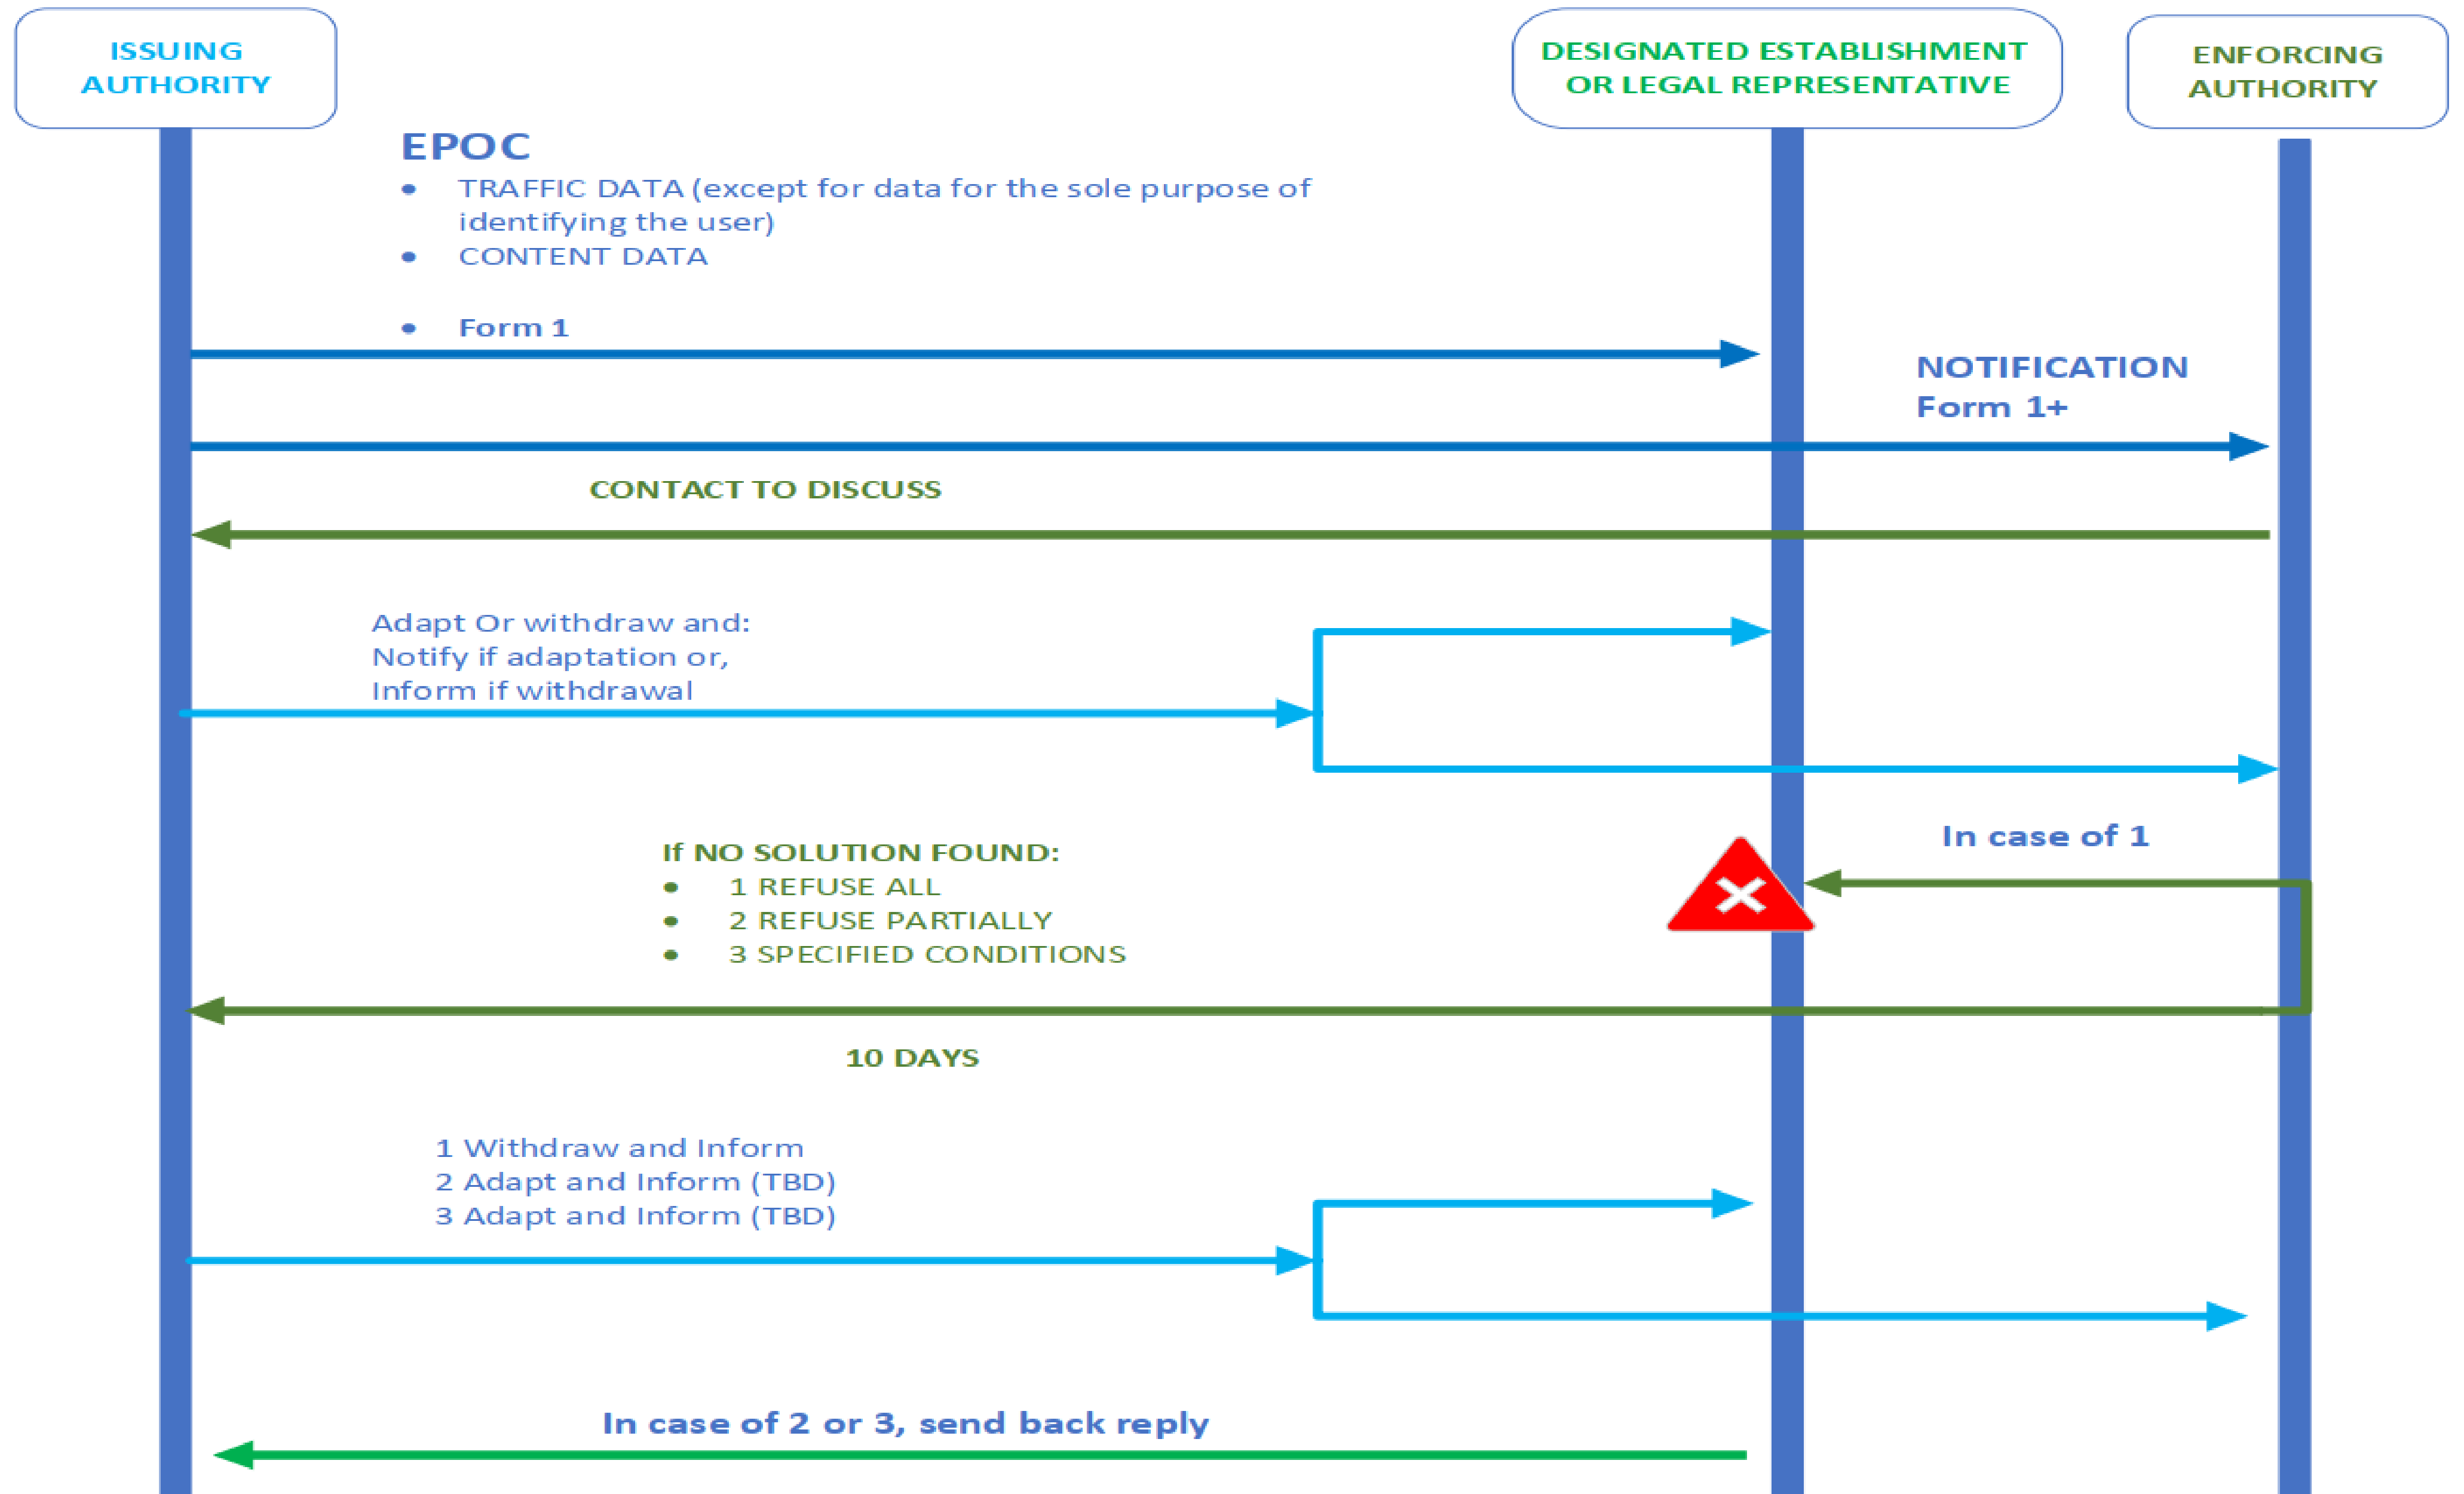 ISSUING
AUTHORITY
DESIGNATED ESTABLISHMENT
OR LEGAL REPRESENTATIVE
ENFORCING
AUTHORITY
EPOC
• TRAFFIC DATA (except for data for the sole purpose of
identifying the user)
• CONTENT DATA
• Form 1
NOTIFICATION
Form 1+
CONTACT TO DISCUSS
Adapt Or withdraw and:
Notify if adaptation or,
Inform if withdrawal
In case of 1
If NO SOLUTION FOUND:
• 1 REFUSE ALL
• 2 REFUSE PARTIALLY
• 3 SPECIFIED CONDITIONS
10 DAYS
1 Withdraw and Inform
2 Adapt and Inform (TBD)
3 Adapt and Inform (TBD)
In case of 2 or 3, send back reply